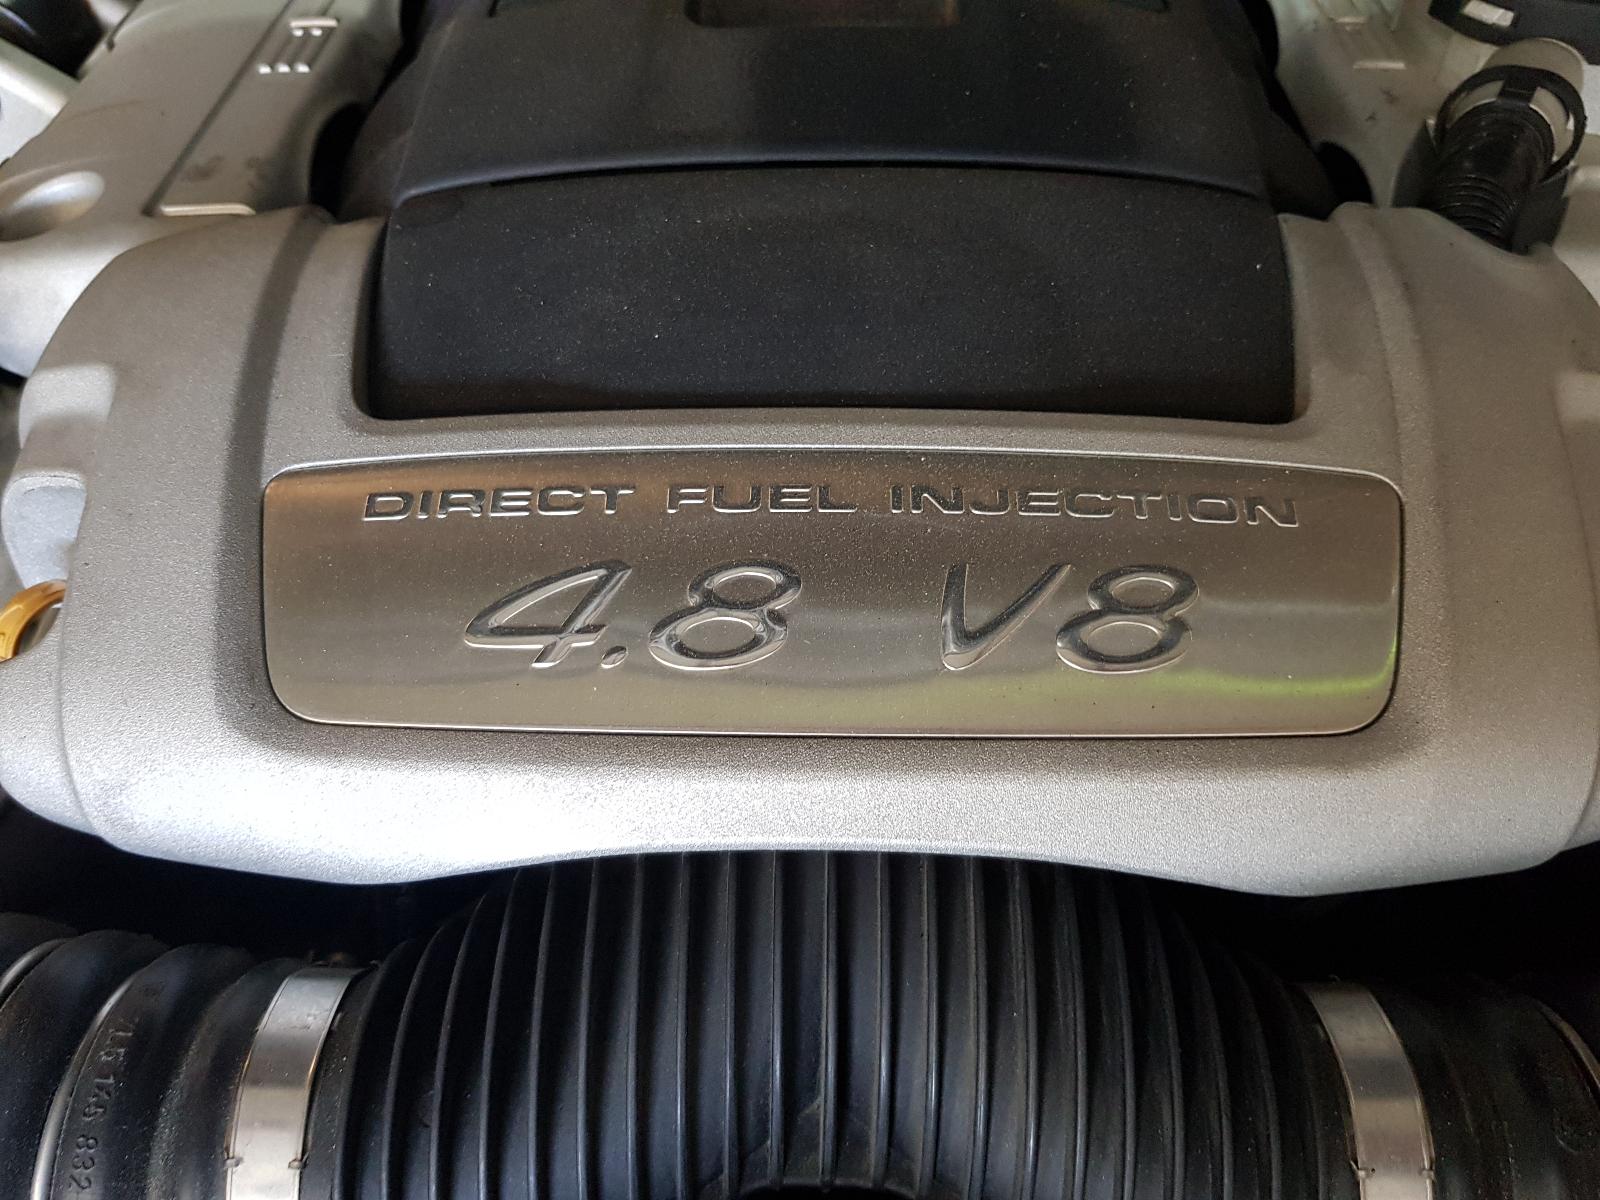 DIRECT FUEL INJECTION
4.8 V8